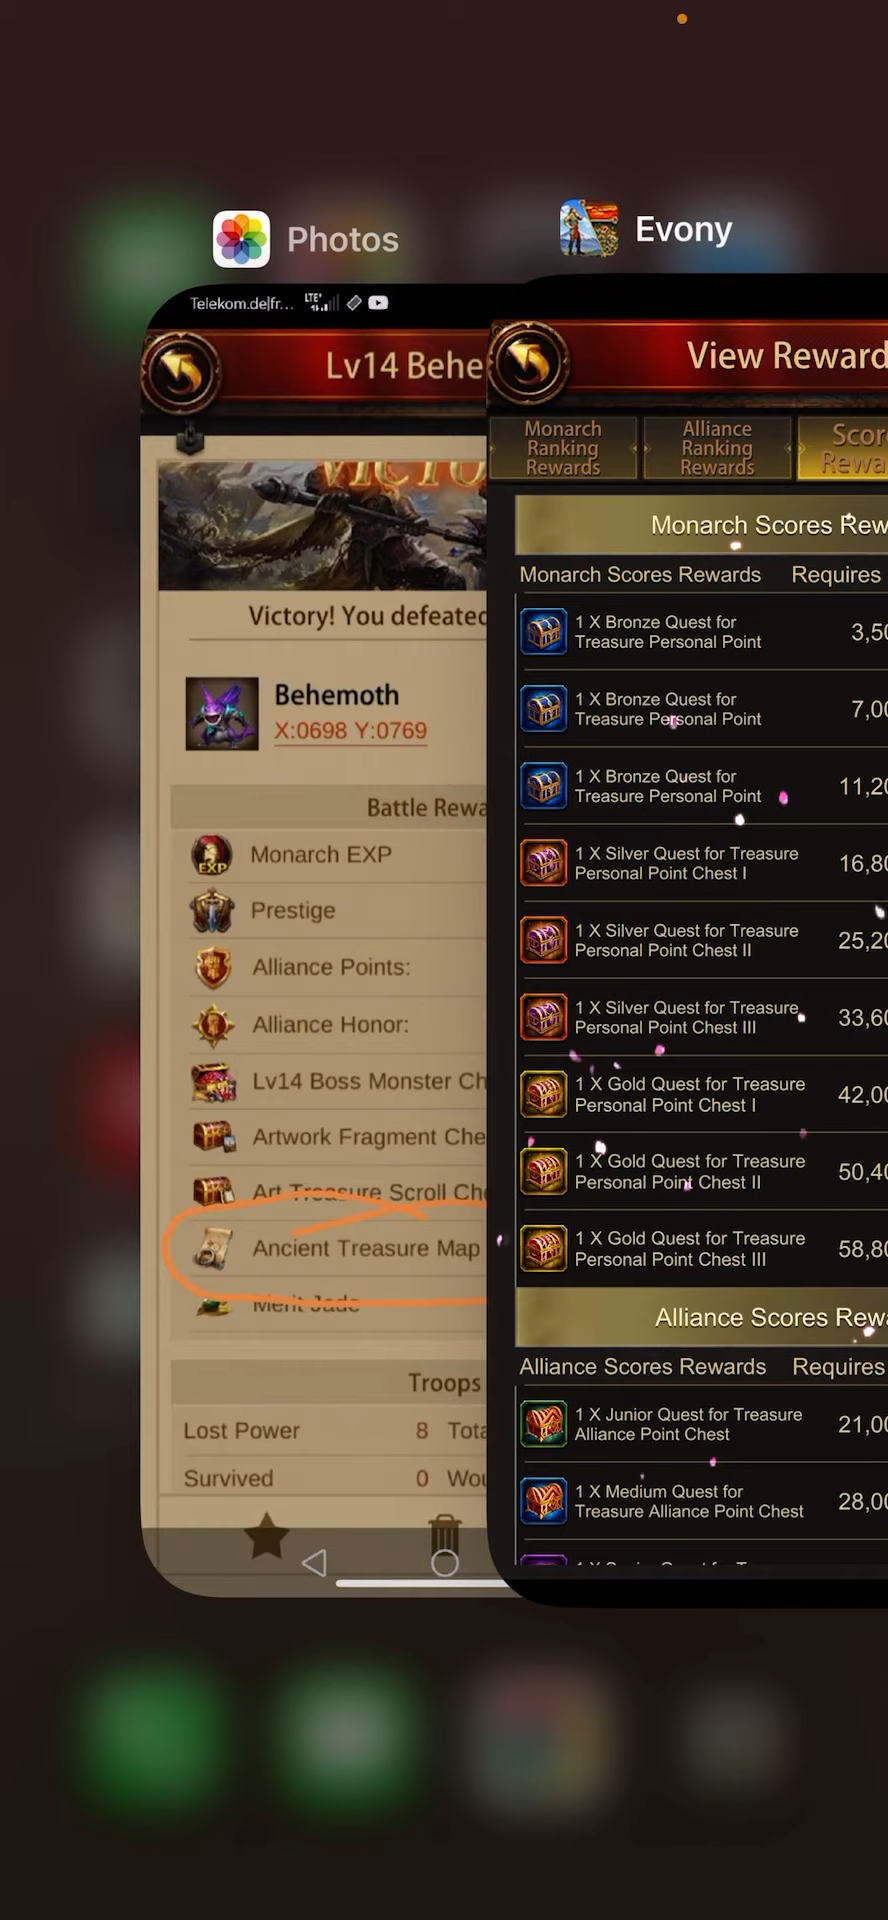 Photos
Evony
Telekom.de|fr... LTE+
Lv14 Behe
VICTO
Victory! You defeated
Behemoth
X:0698 Y:0769
Battle Rewa
EXP
Monarch EXP
Prestige
Alliance Points:
Alliance Honor:
Lv14 Boss Monster Ch
Artwork Fragment Che
Art Treasure Scroll Che
Ancient Treasure Map
Merit Jade
Troops
Lost Power 8 Tota
Survived 0 Wou
View Reward
Monarch
Ranking
Rewards
Alliance
Ranking
Rewards
Scor
Rewa
Monarch Scores Rew
Monarch Scores Rewards Requires
1 X Bronze Quest for
Treasure Personal Point
3,50
1 X Bronze Quest for
Treasure Personal Point
7,00
1 X Bronze Quest for
Treasure Personal Point
11,20
1 X Silver Quest for Treasure
Personal Point Chest I
16,80
1 X Silver Quest for Treasure
Personal Point Chest II
25,20
1 X Silver Quest for Treasure
Personal Point Chest III
33,60
1 X Gold Quest for Treasure
Personal Point Chest I
42,00
1 X Gold Quest for Treasure
Personal Point Chest II
50,40
1 X Gold Quest for Treasure
Personal Point Chest III
58,80
Alliance Scores Rewa
Alliance Scores Rewards Requires
1 X Junior Quest for Treasure
Alliance Point Chest
21,00
1 X Medium Quest for
Treasure Alliance Point Chest
28,00